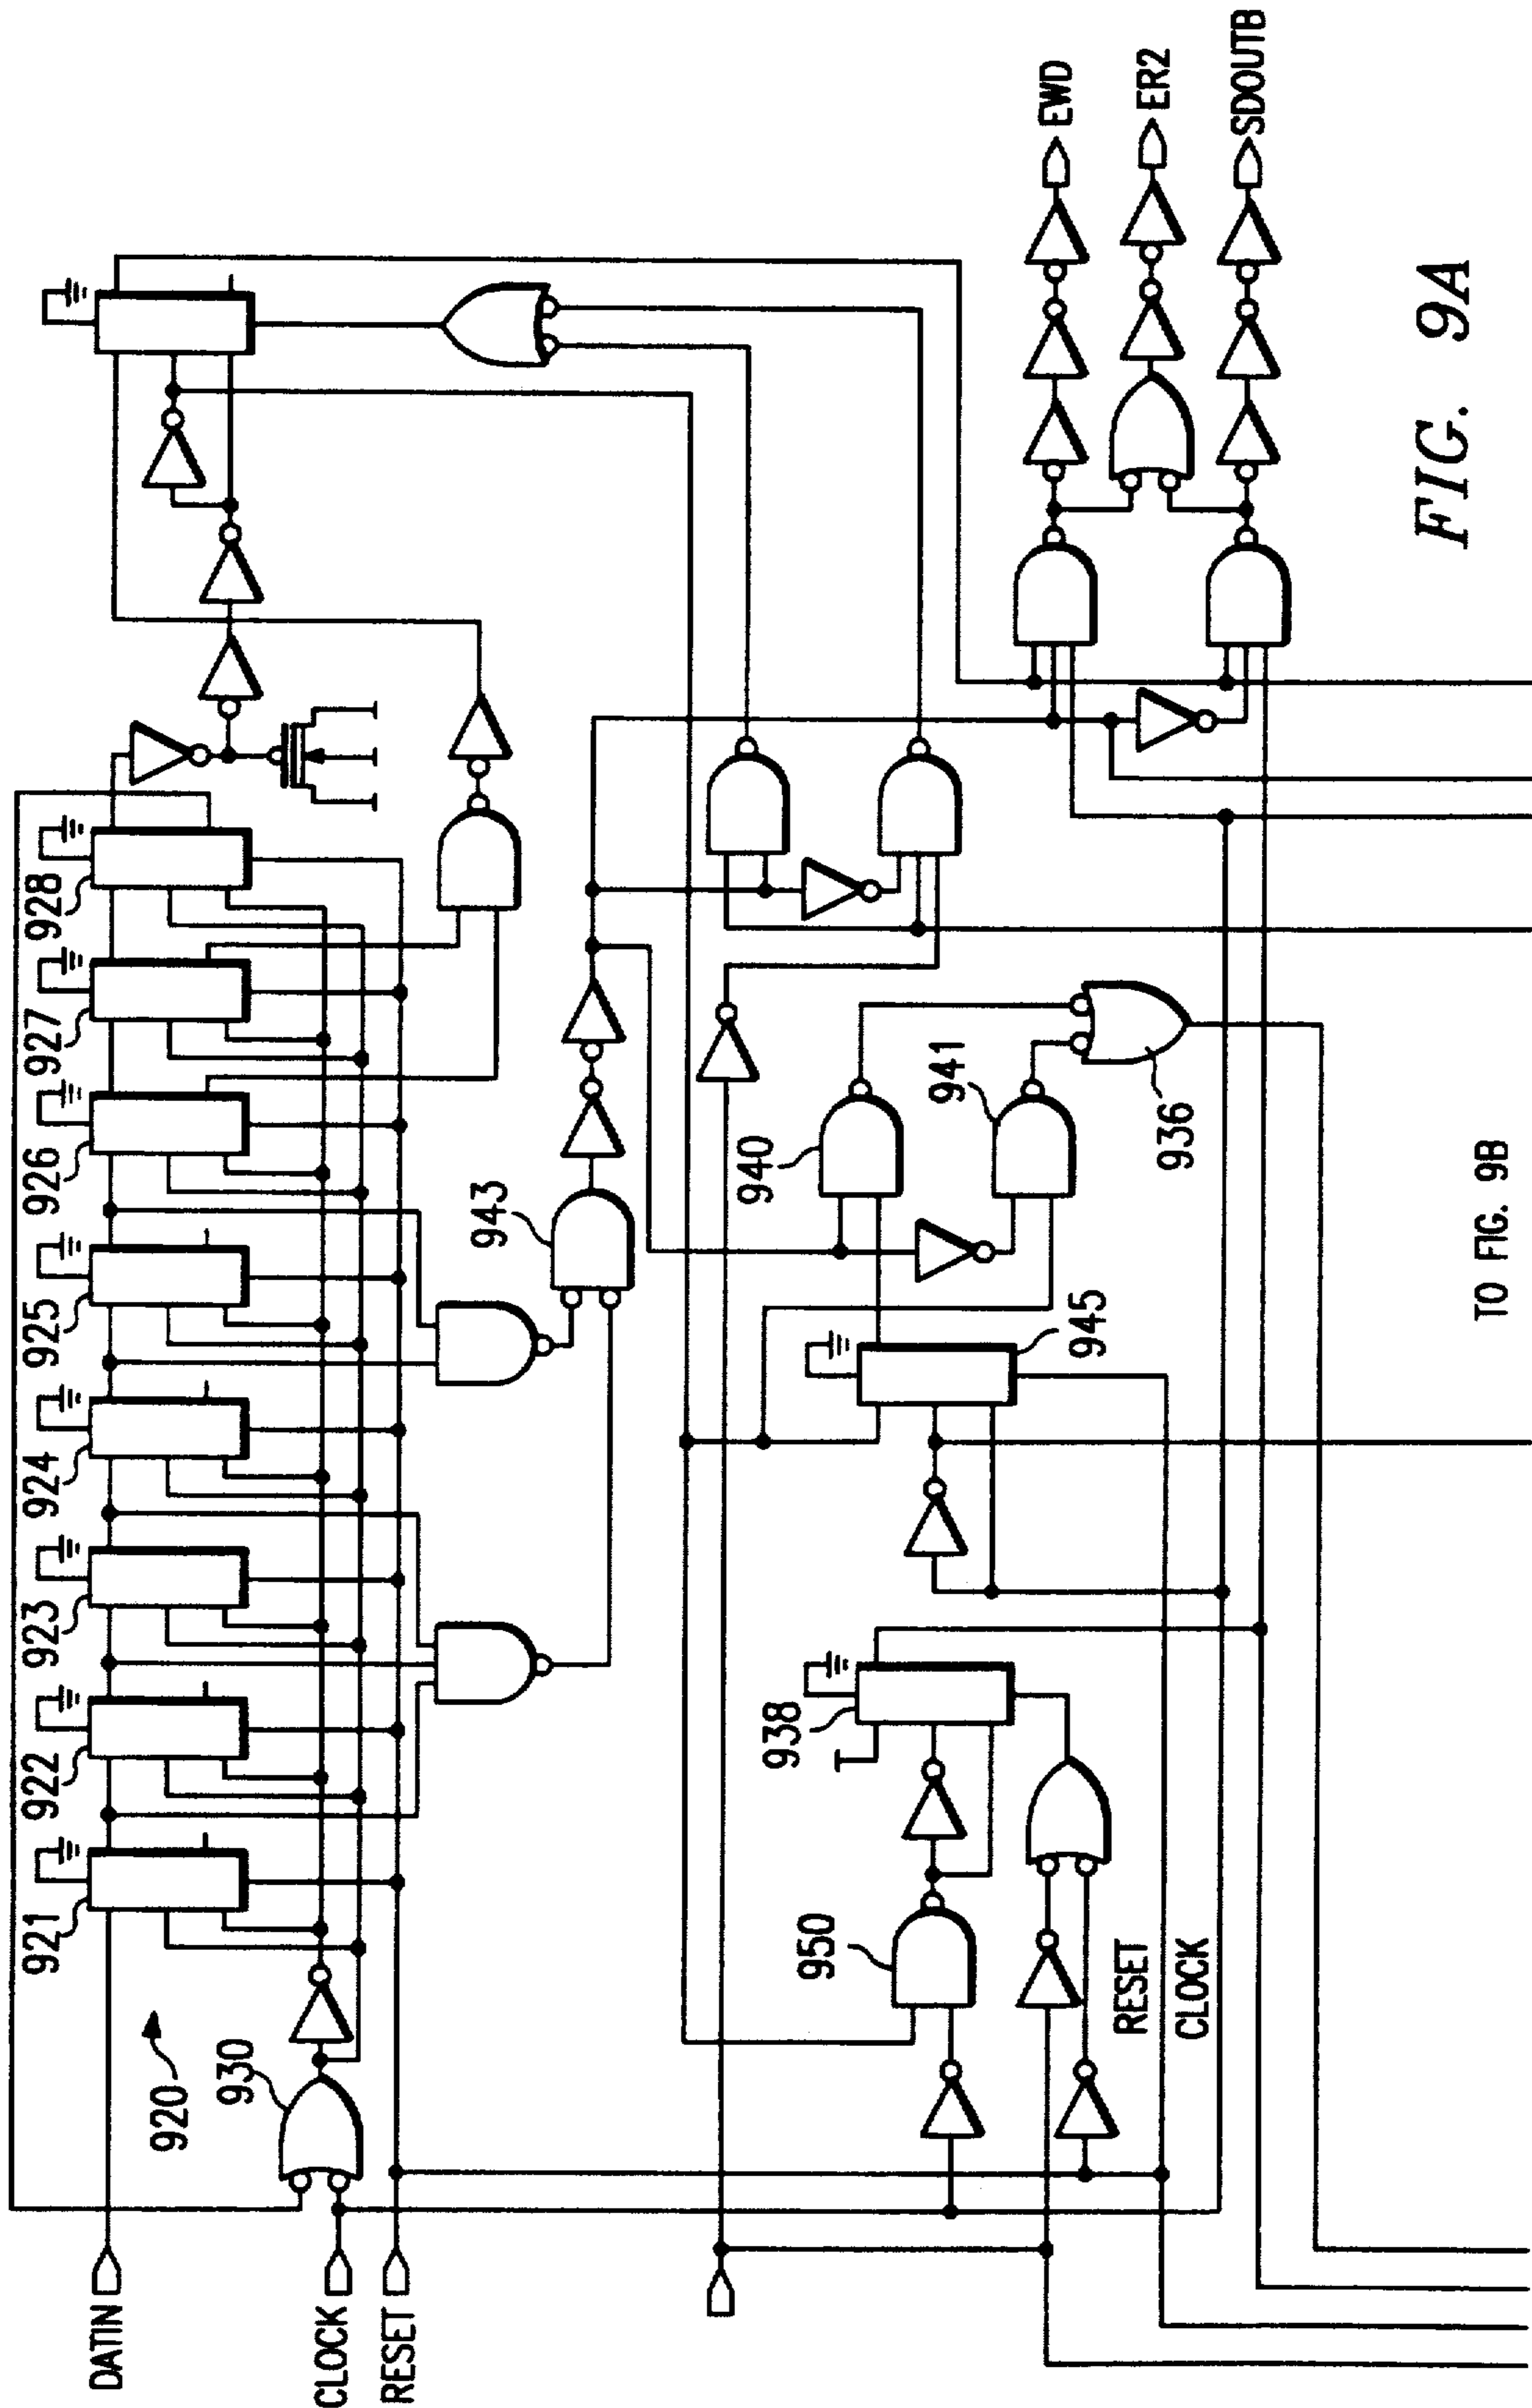 DATIN
CLOCK
RESET
920
930
921
922
923
924
925
926
927
928
943
950
938
945
940
941
936
RESET
CLOCK
EWD
ER2
SDOUTB
TO FIG. 9B
FIG. 9A